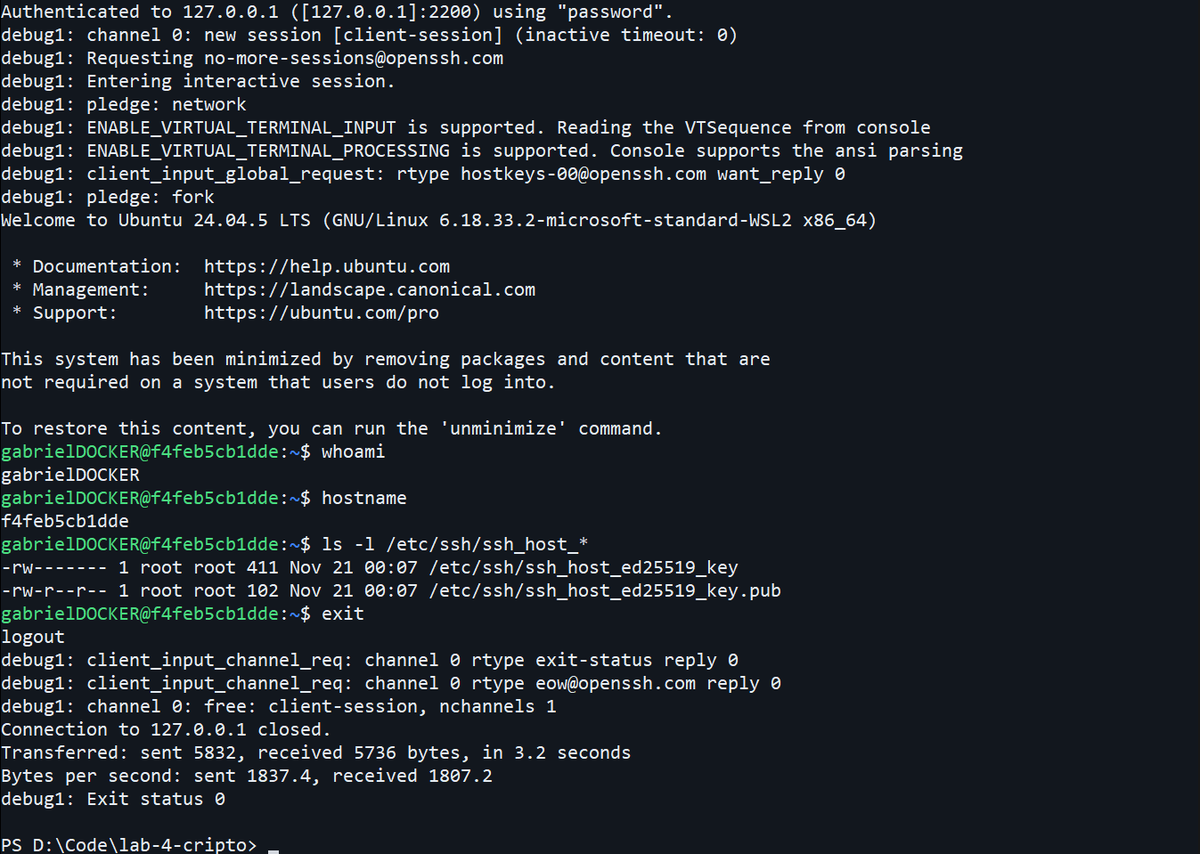 Authenticated to 127.0.0.1 ([127.0.0.1]:2200) using "password".
debug1: channel 0: new session [client-session] (inactive timeout: 0)
debug1: Requesting no-more-sessions@openssh.com
debug1: Entering interactive session.
debug1: pledge: network
debug1: ENABLE_VIRTUAL_TERMINAL_INPUT is supported. Reading the VTSequence from console
debug1: ENABLE_VIRTUAL_TERMINAL_PROCESSING is supported. Console supports the ansi parsing
debug1: client_input_global_request: rtype hostkeys-00@openssh.com want_reply 0
debug1: pledge: fork
Welcome to Ubuntu 24.04.5 LTS (GNU/Linux 6.18.33.2-microsoft-standard-WSL2 x86_64)

 * Documentation:  https://help.ubuntu.com
 * Management:     https://landscape.canonical.com
 * Support:        https://ubuntu.com/pro

This system has been minimized by removing packages and content that are
not required on a system that users do not log into.

To restore this content, you can run the 'unminimize' command.
gabrielDOCKER@f4feb5cb1dde:~$ whoami
gabrielDOCKER
gabrielDOCKER@f4feb5cb1dde:~$ hostname
f4feb5cb1dde
gabrielDOCKER@f4feb5cb1dde:~$ ls -l /etc/ssh/ssh_host_*
-rw------- 1 root root 411 Nov 21 00:07 /etc/ssh/ssh_host_ed25519_key
-rw-r--r-- 1 root root 102 Nov 21 00:07 /etc/ssh/ssh_host_ed25519_key.pub
gabrielDOCKER@f4feb5cb1dde:~$ exit
logout
debug1: client_input_channel_req: channel 0 rtype exit-status reply 0
debug1: client_input_channel_req: channel 0 rtype eow@openssh.com reply 0
debug1: channel 0: free: client-session, nchannels 1
Connection to 127.0.0.1 closed.
Transferred: sent 5832, received 5736 bytes, in 3.2 seconds
Bytes per second: sent 1837.4, received 1807.2
debug1: Exit status 0

PS D:\Code\lab-4-cripto> _